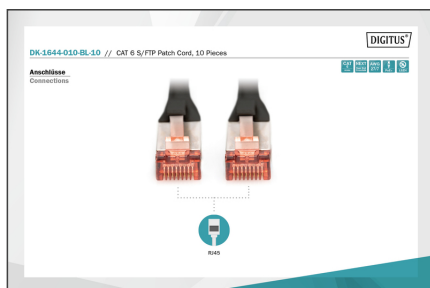 DIGITUS®
DK-1644-010-BL-10 // CAT 6 S/FTP Patch Cord, 10 Pieces
Anschlüsse
Connections
RJ45